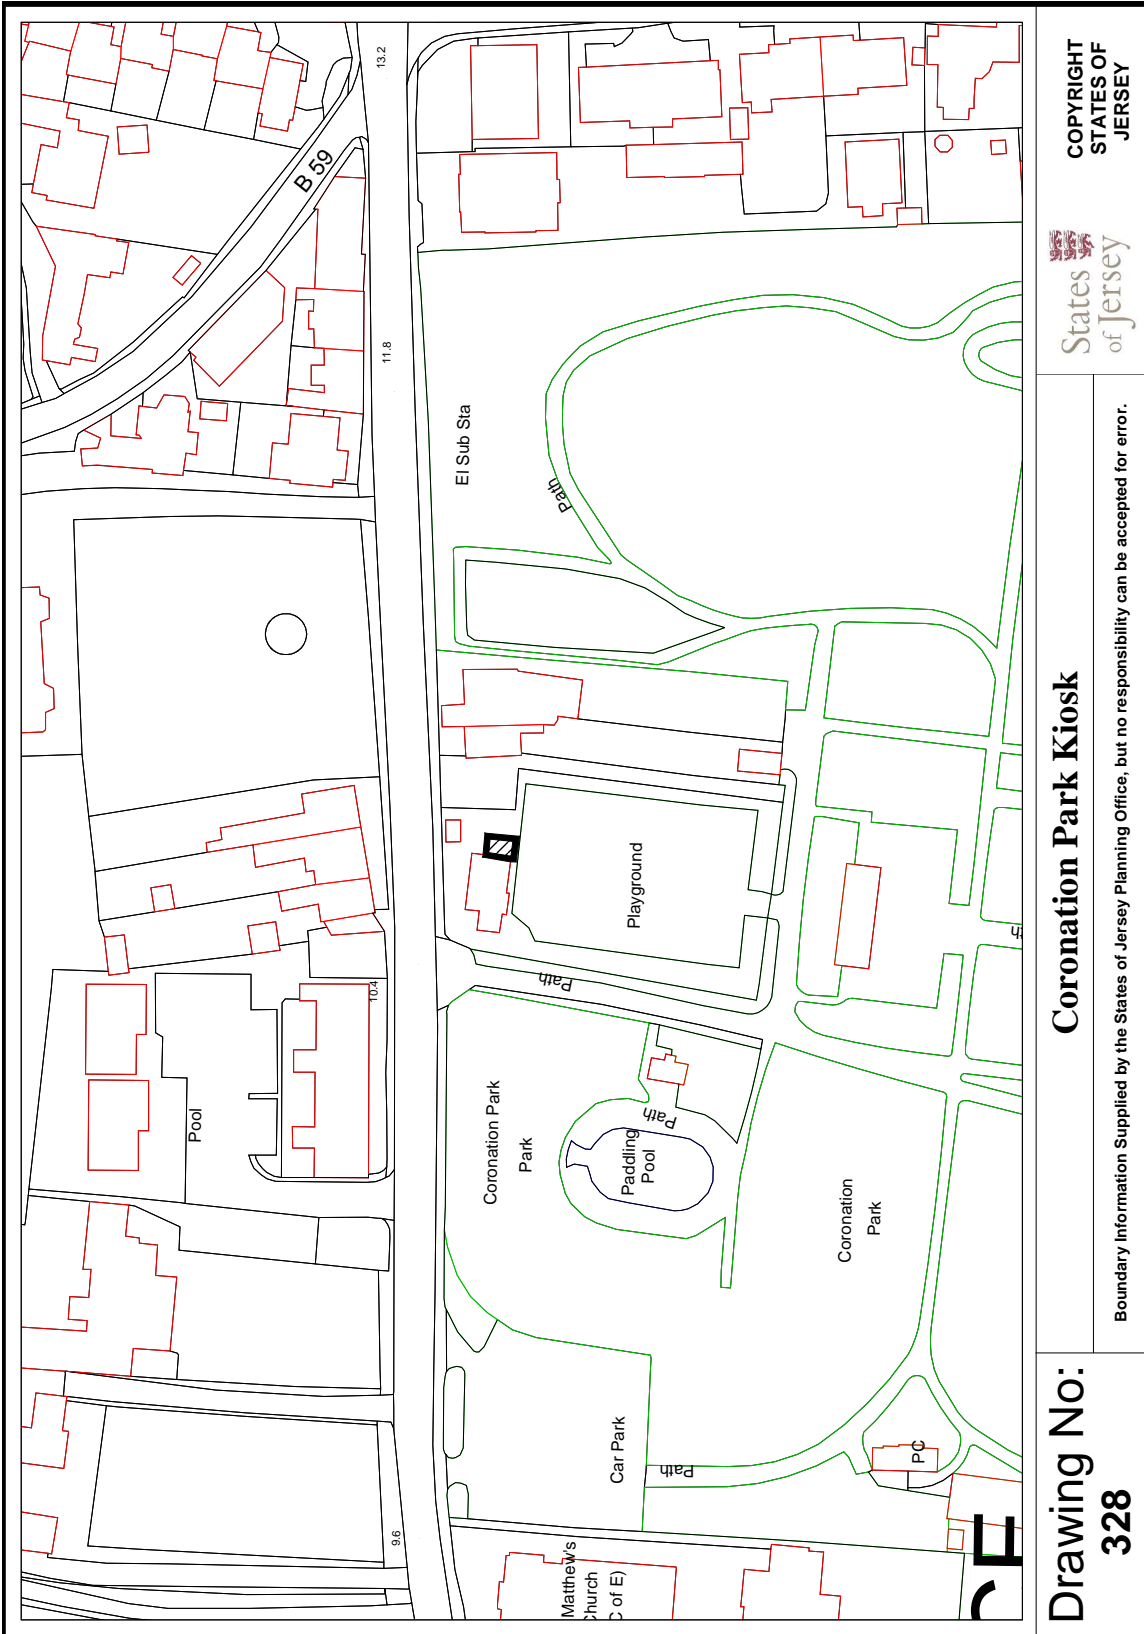 13.2
B 59
11.8
El Sub Sta
Path
Playground
Path
10.4
Pool
Coronation Park
Park
Path
Paddling
Pool
Coronation
Park
Car Park
Path
PC
9.6
Matthew's
hurch
C of E)
th
Drawing No:
328
Coronation Park Kiosk
Boundary Information Supplied by the States of Jersey Planning Office, but no responsibility can be accepted for error.
States
of Jersey
COPYRIGHT
STATES OF
JERSEY